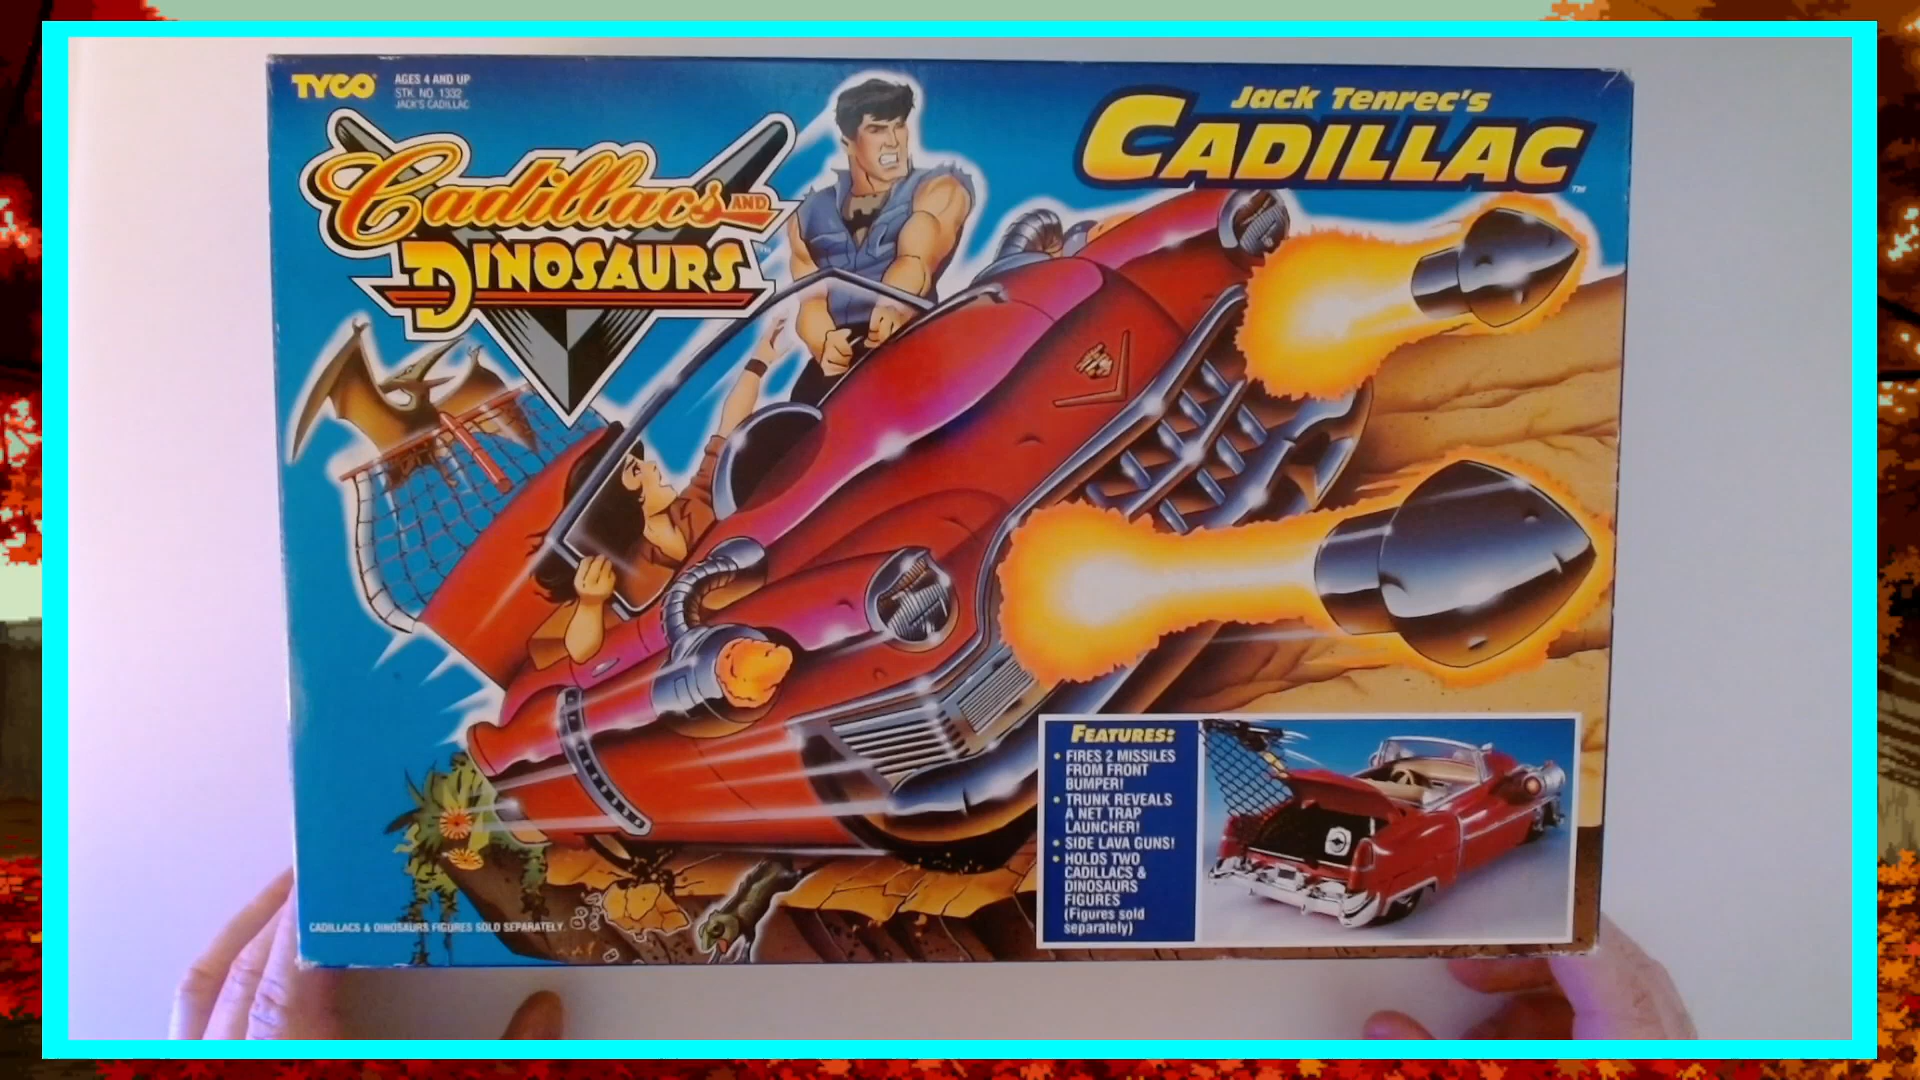 TYCO
AGES 4 AND UP
STK. NO. 1332
JACK'S CADILLAC
Cadillacs AND
DINOSAURS
Jack Tenrec's
CADILLAC™
FEATURES:
• FIRES 2 MISSILES
FROM FRONT
BUMPER!
• TRUNK REVEALS
A NET TRAP
LAUNCHER!
• SIDE LAVA GUNS!
• HOLDS TWO
CADILLACS &
DINOSAURS
FIGURES
(Figures sold
separately)
CADILLACS & DINOSAURS FIGURES SOLD SEPARATELY.